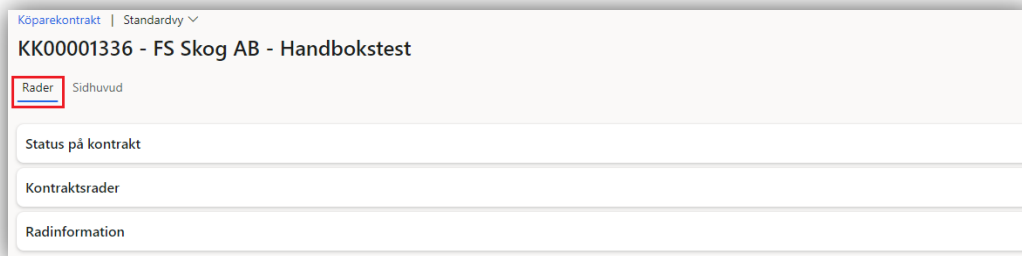 Köparekontrakt | Standardvy
KK00001336 - FS Skog AB - Handbokstest
Rader Sidhuvud
Status på kontrakt
Kontraktsrader
Radinformation